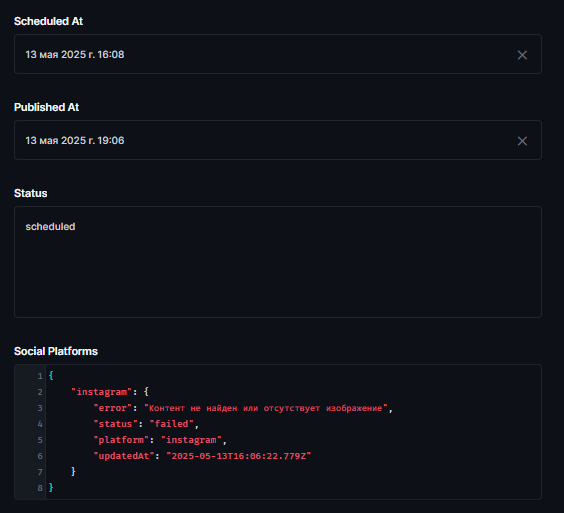 Scheduled At
13 мая 2025 г. 16:08
Published At
13 мая 2025 г. 19:06
Status
scheduled
Social Platforms
1 {
2 "instagram": {
3 "error": "Контент не найден или отсутствует изображение",
4 "status": "failed",
5 "platform": "instagram",
6 "updatedAt": "2025-05-13T16:06:22.779Z"
7 }
8 }